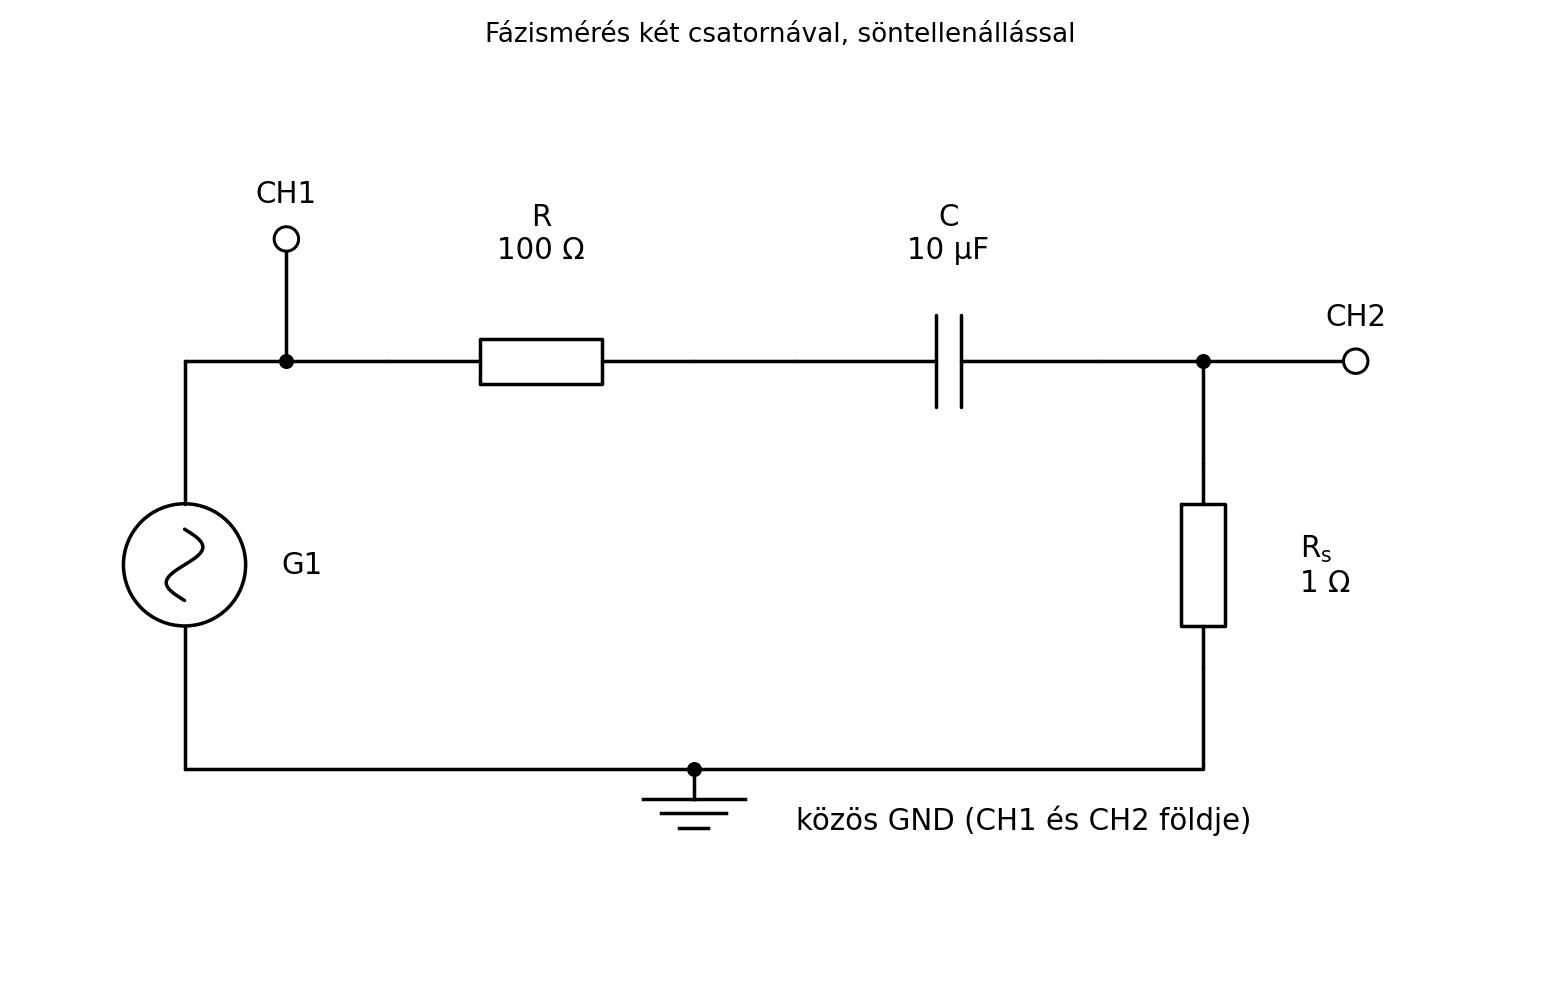 Fázismérés két csatornával, söntellenállással
CH1
R
100 Ω
C
10 µF
CH2
G1
Rs
1 Ω
közös GND (CH1 és CH2 földje)